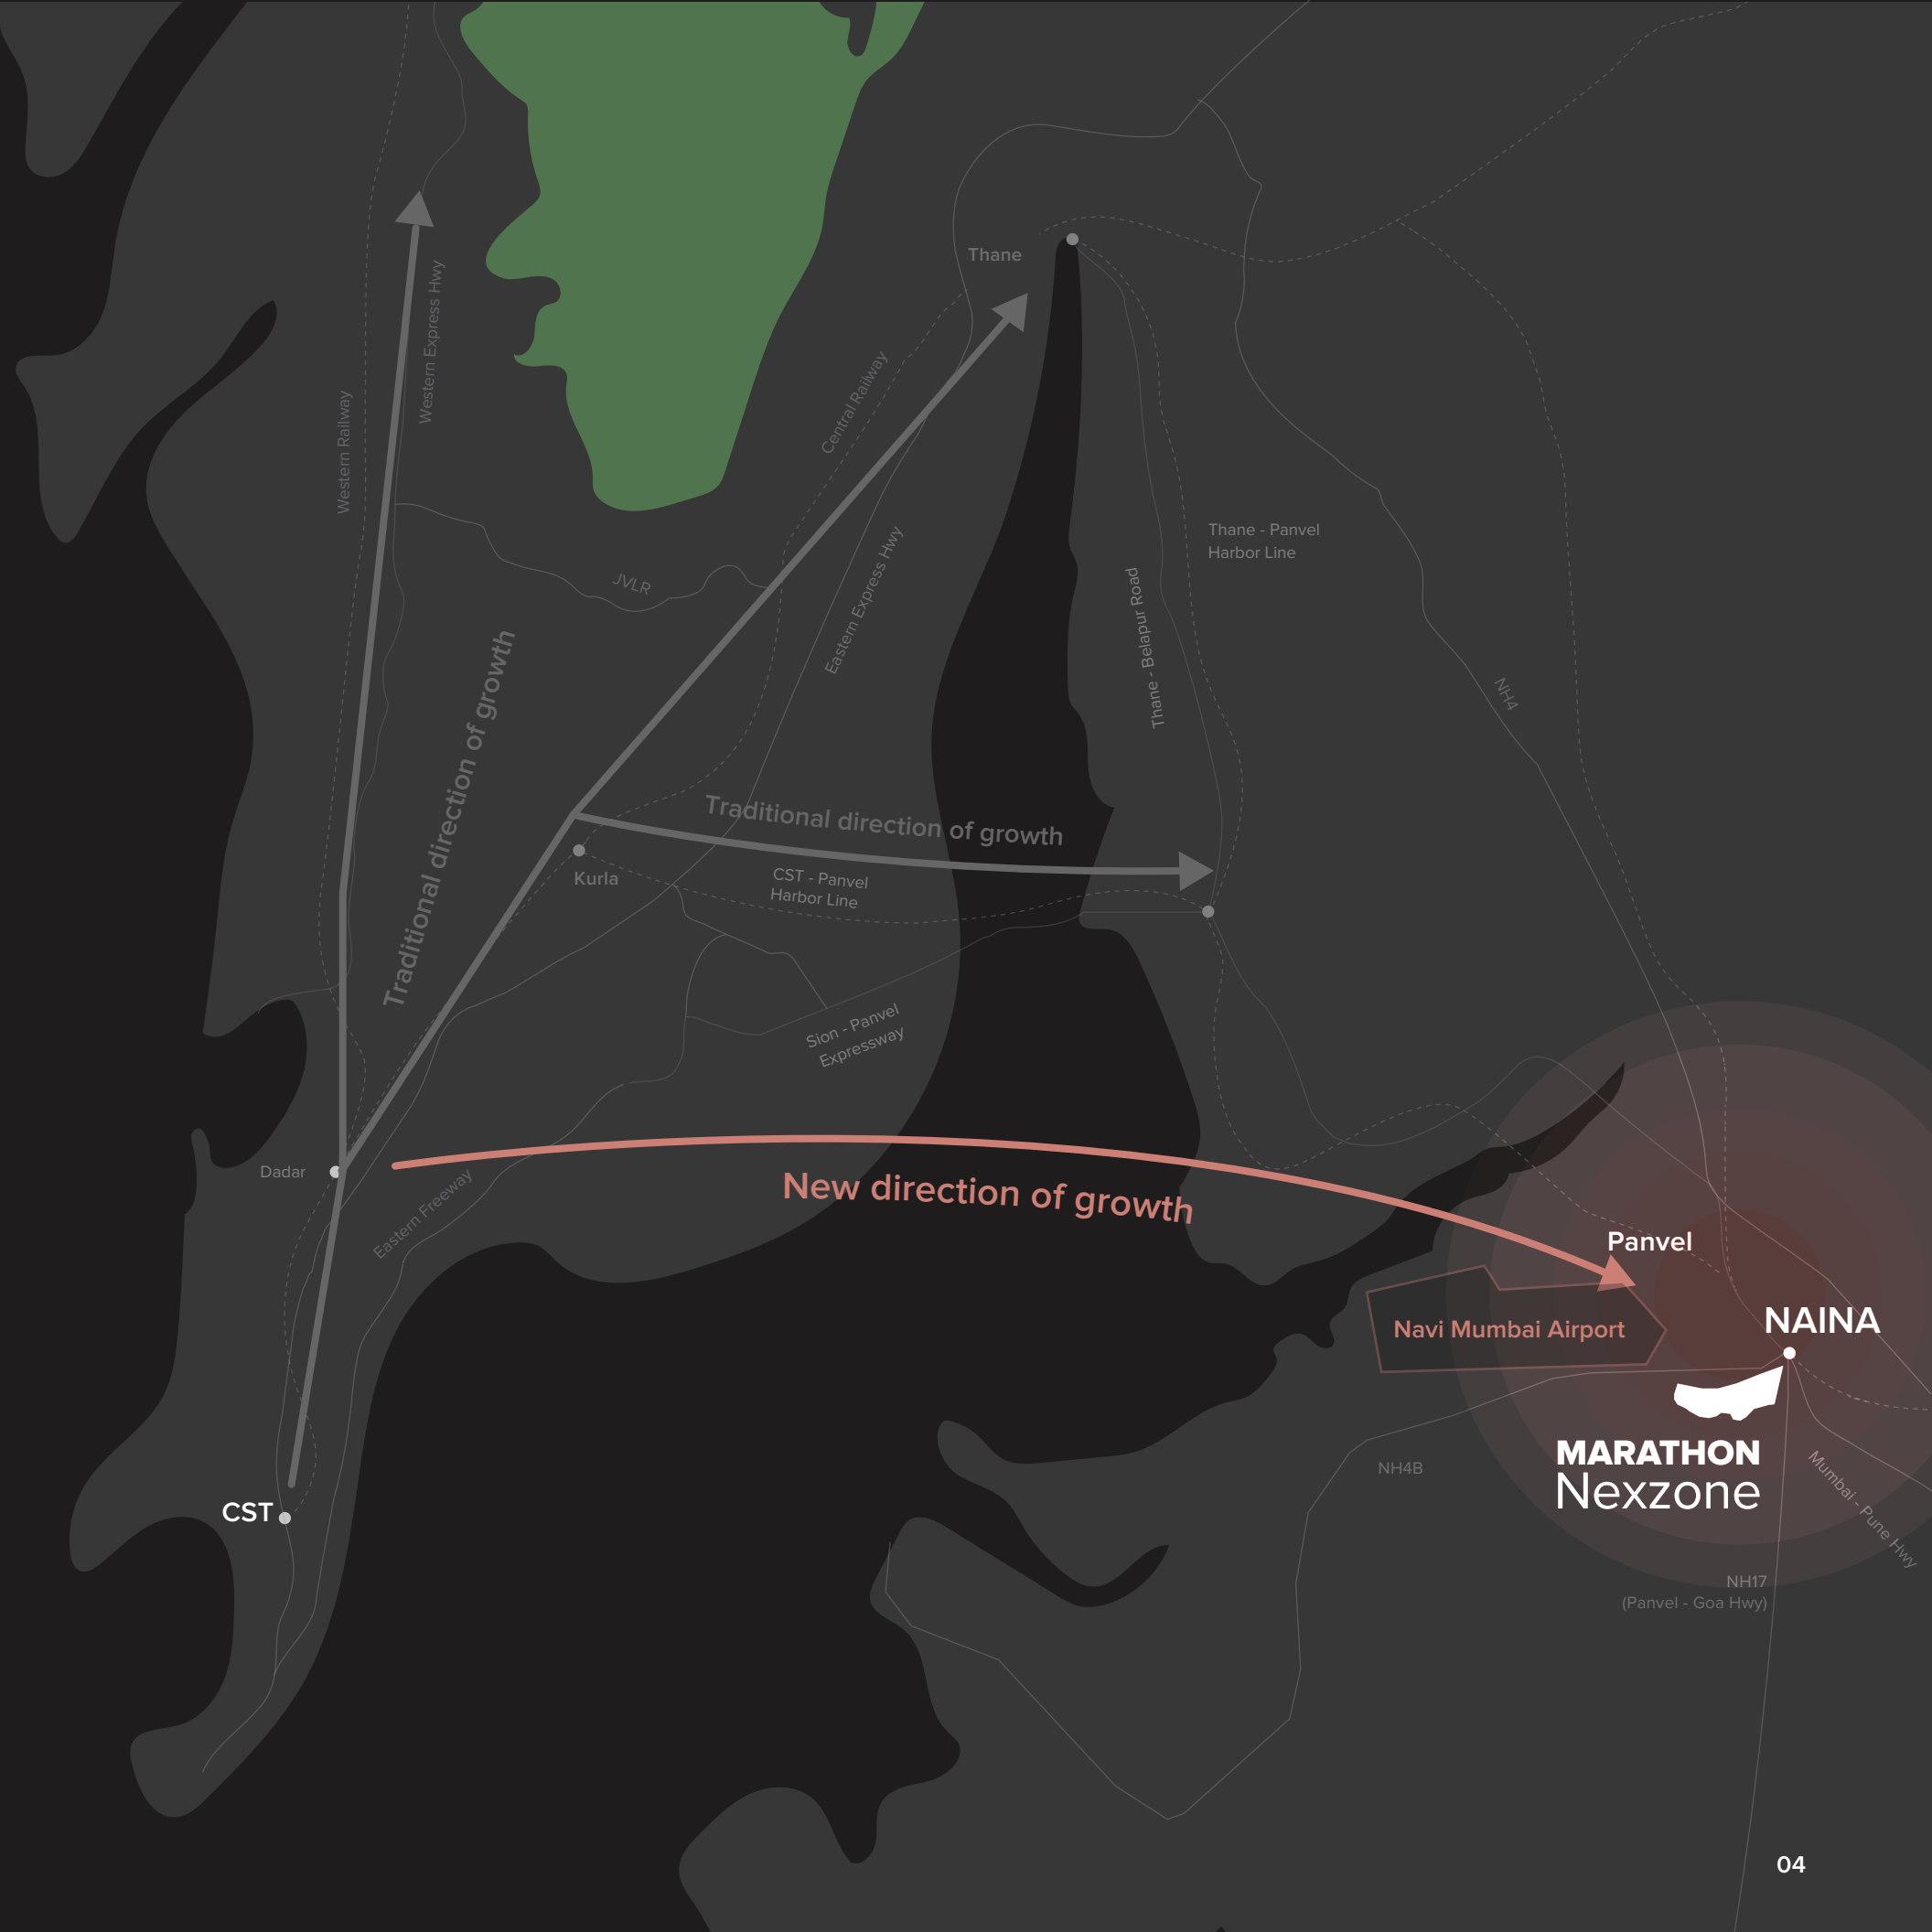 Thane
Western Express Hwy
Western Railway
Central Railway
Thane - Panvel
Harbor Line
JVLR
Eastern Express Hwy
Thane - Belapur Road
NH4
Traditional direction of growth
Traditional direction of growth
Kurla
CST - Panvel
Harbor Line
Sion - Panvel
Expressway
Dadar
Eastern Freeway
New direction of growth
Panvel
Navi Mumbai Airport
NAINA
MARATHON
Nexzone
NH4B
Mumbai - Pune Hwy
CST
NH17
(Panvel - Goa Hwy)
04